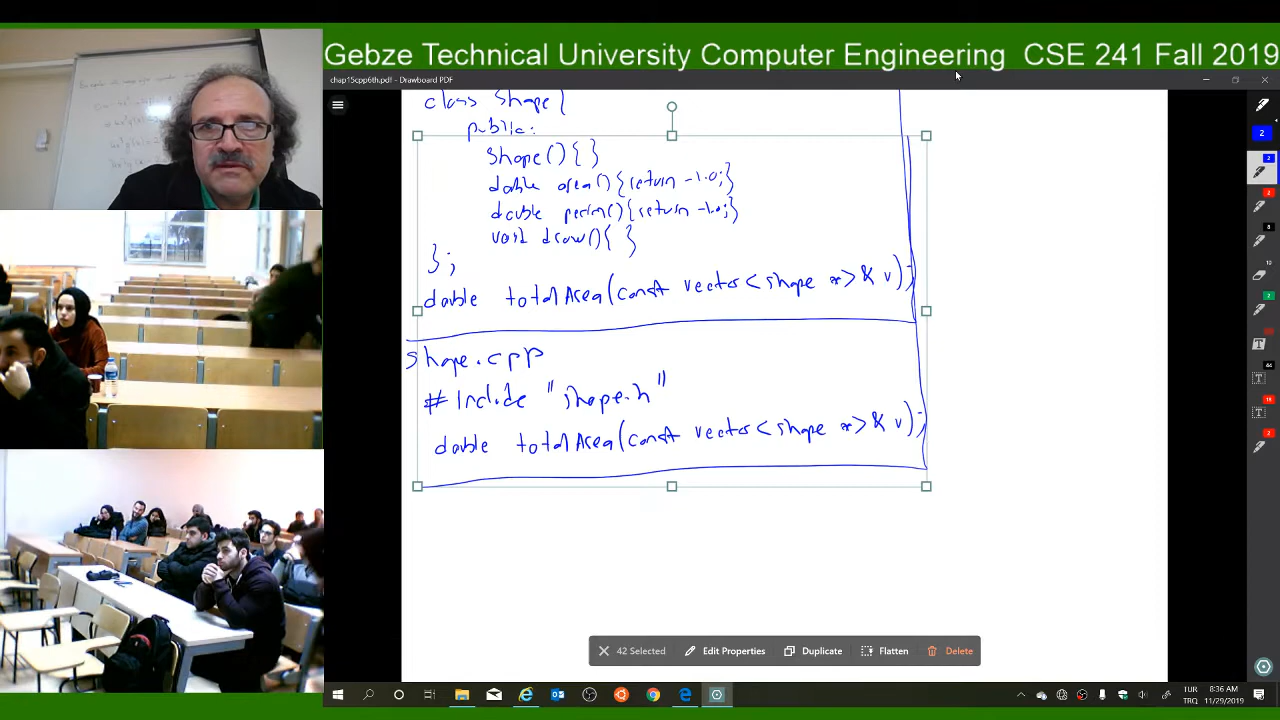 Gebze Technical University Computer Engineering CSE 241 Fall 2019
chap15cpp6th.pdf - Drawboard PDF
class Shape{
public:
Shape(){ }
double area(){return -1.0;}
double perim(){return -1.0;}
void draw(){ }
};
double totalArea(const vector<shape *>& v);
shape.cpp
#Include "shape.h"
double totalArea(const vector<shape *>& v);
42 Selected
Edit Properties
Duplicate
Flatten
Delete
TUR
TRQ
8:36 AM
11/29/2019